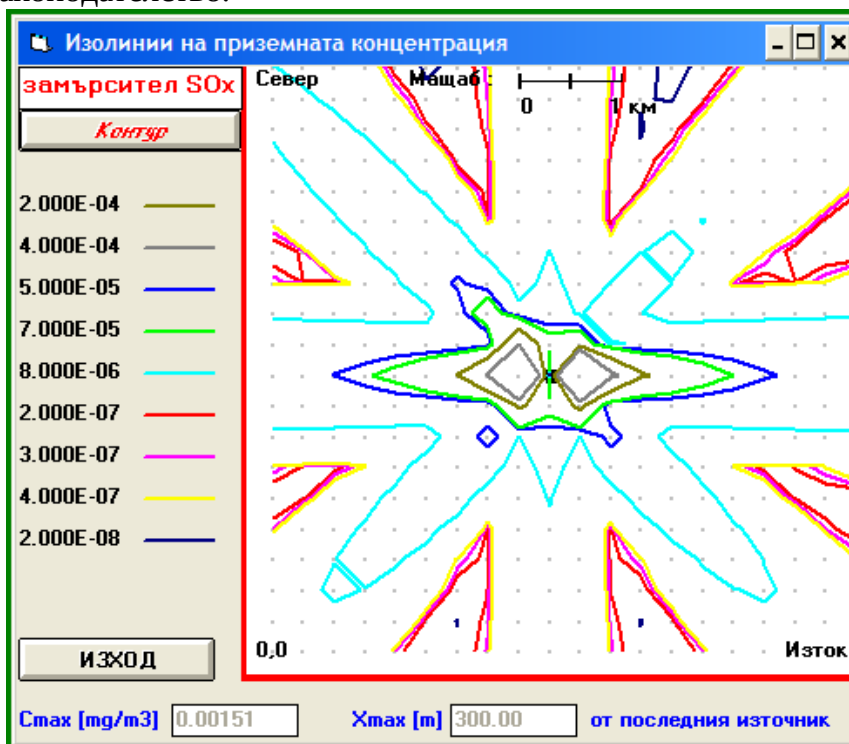 Изолинии на приземната концентрация
замърсител SOx
Контур
2.000E-04
4.000E-04
5.000E-05
7.000E-05
8.000E-06
2.000E-07
3.000E-07
4.000E-07
2.000E-08
ИЗХОД
Север
Мащаб :
0 1 км
0,0
Изток
Cmax [mg/m3] 0.00151 Xmax [m] 300.00 от последния източник